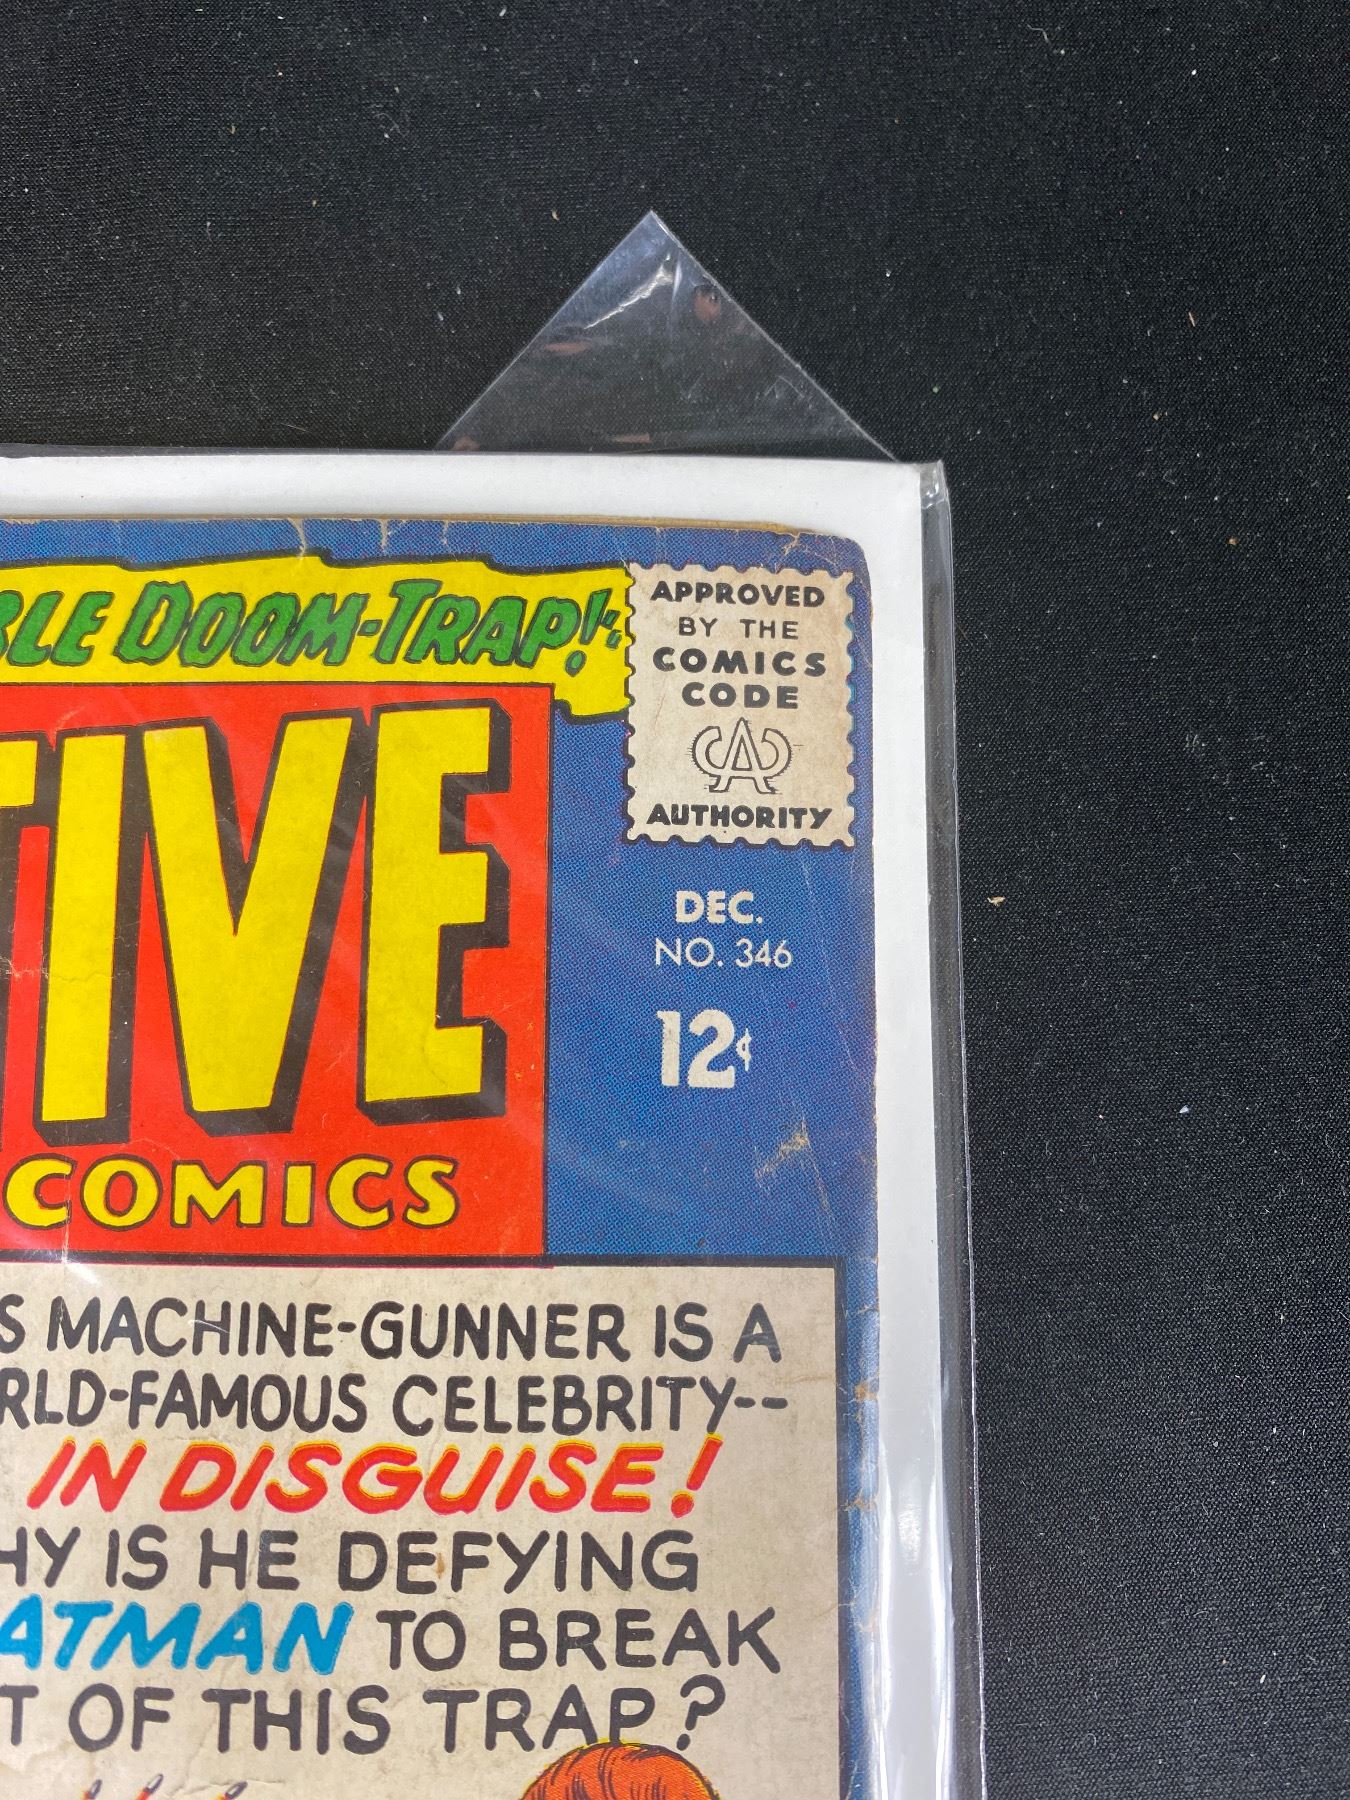 BLE DOOM-TRAP!
APPROVED
BY THE
COMICS
CODE
CA
AUTHORITY
TIVE
COMICS
DEC.
NO. 346
12¢
S MACHINE-GUNNER IS A
RLD-FAMOUS CELEBRITY--
IN DISGUISE!
HY IS HE DEFYING
ATMAN TO BREAK
T OF THIS TRAP?